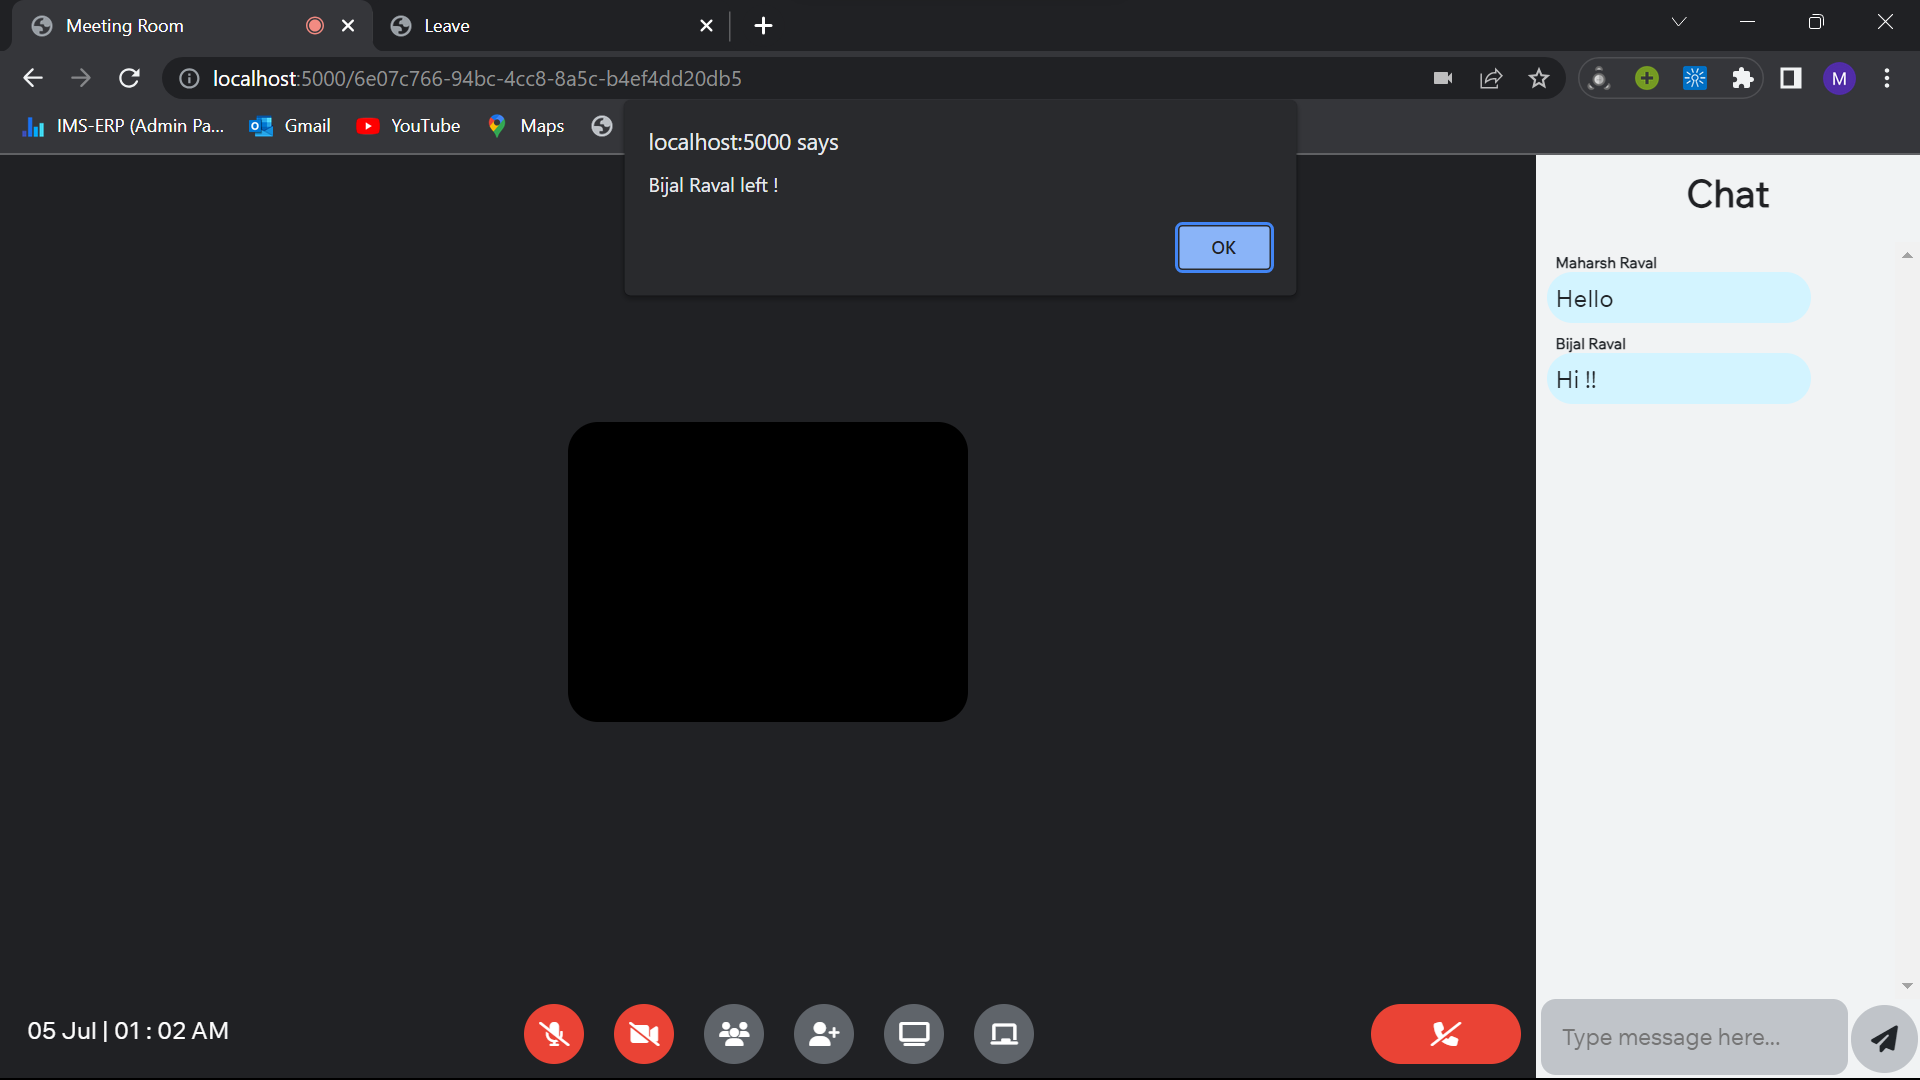 Meeting Room
Leave
localhost:5000/6e07c766-94bc-4cc8-8a5c-b4ef4dd20db5
M
IMS-ERP (Admin Pa...
Gmail
YouTube
Maps
localhost:5000 says
Bijal Raval left !
OK
Chat
Maharsh Raval
Hello
Bijal Raval
Hi !!
05 Jul | 01 : 02 AM
Type message here...